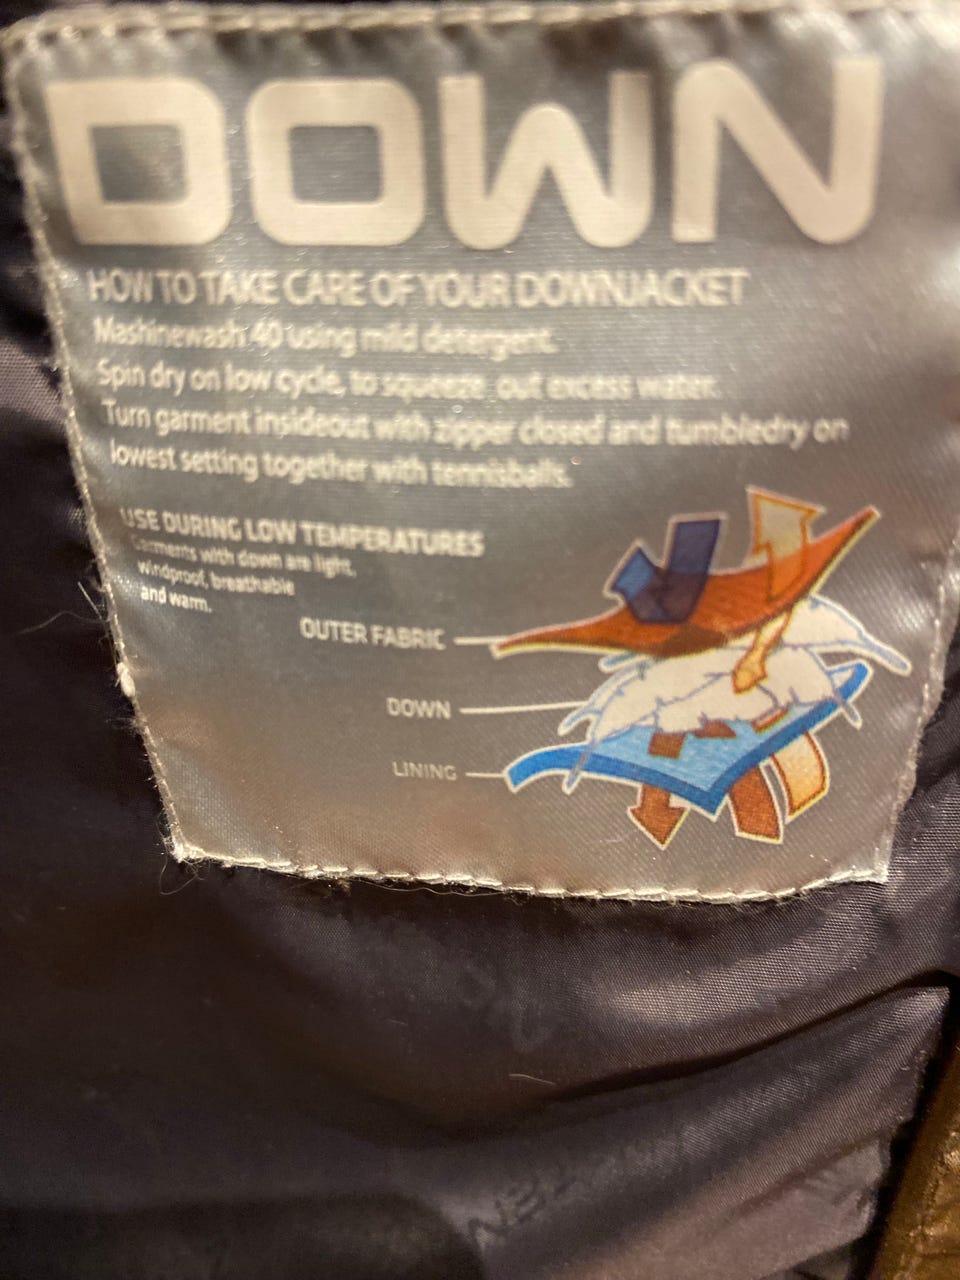 DOWN
HOW TO TAKE CARE OF YOUR DOWNJACKET
Mashinewash 40 using mild detergent.
Spin dry on low cycle, to squeeze out excess water.
Turn garment insideout with zipper closed and tumbledry on
lowest setting together with tennisballs.
USE DURING LOW TEMPERATURES
Garments with down are light,
windproof, breathable
and warm.
OUTER FABRIC
DOWN
LINING